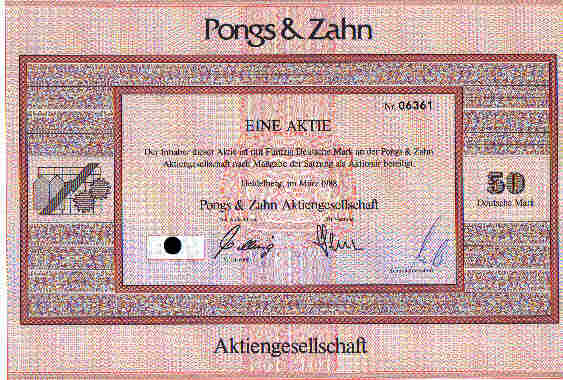 Pongs & Zahn
Nr. 06361
EINE AKTIE
Der Inhaber dieser Aktie ist mit Fünfzig Deutsche Mark an der Pongs & Zahn
Aktiengesellschaft nach Maßgabe der Satzung als Aktionär beteiligt.
Heidelberg, im März 1988
Pongs & Zahn Aktiengesellschaft
50
Deutsche Mark
Aktiengesellschaft